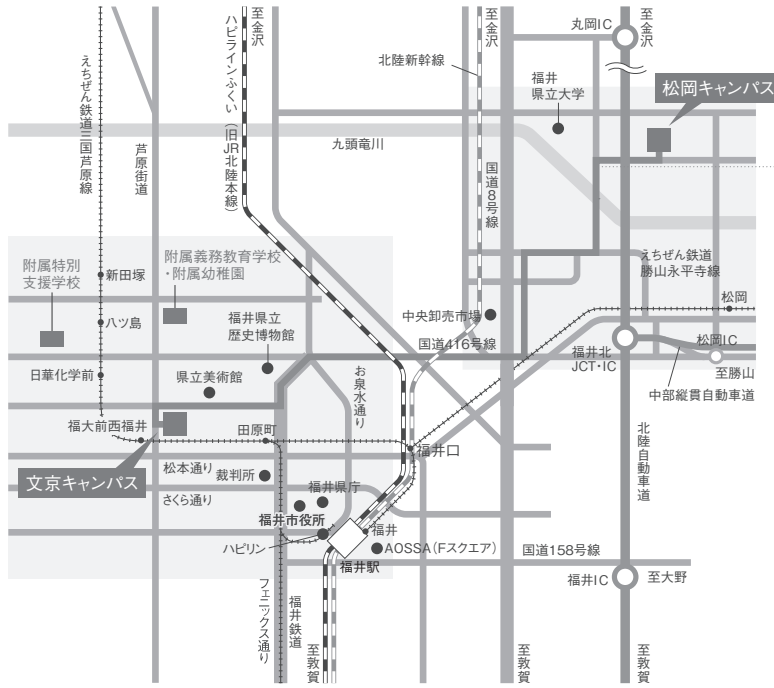 至金沢
ハピラインふくい（旧JR北陸本線）
至金沢
丸岡IC
至金沢
えちぜん鉄道三国芦原線
北陸新幹線
福井
県立大学
松岡キャンパス
芦原街道
九頭竜川
国道8号線
附属特別
支援学校
新田塚
附属義務教育学校
・附属幼稚園
えちぜん鉄道
勝山永平寺線
松岡
八ツ島
福井県立
歴史博物館
中央卸売市場
国道416号線
福井北
JCT・IC
松岡IC
至勝山
日華化学前
県立美術館
お泉水通り
中部縦貫自動車道
福大前西福井
田原町
福井口
北陸自動車道
文京キャンパス
松本通り
裁判所
さくら通り
福井県庁
福井市役所
福井
ハピリン
AOSSA（Fスクエア）
国道158号線
福井駅
福井IC
至大野
フェニックス通り
福井鉄道
至敦賀
至敦賀
至敦賀